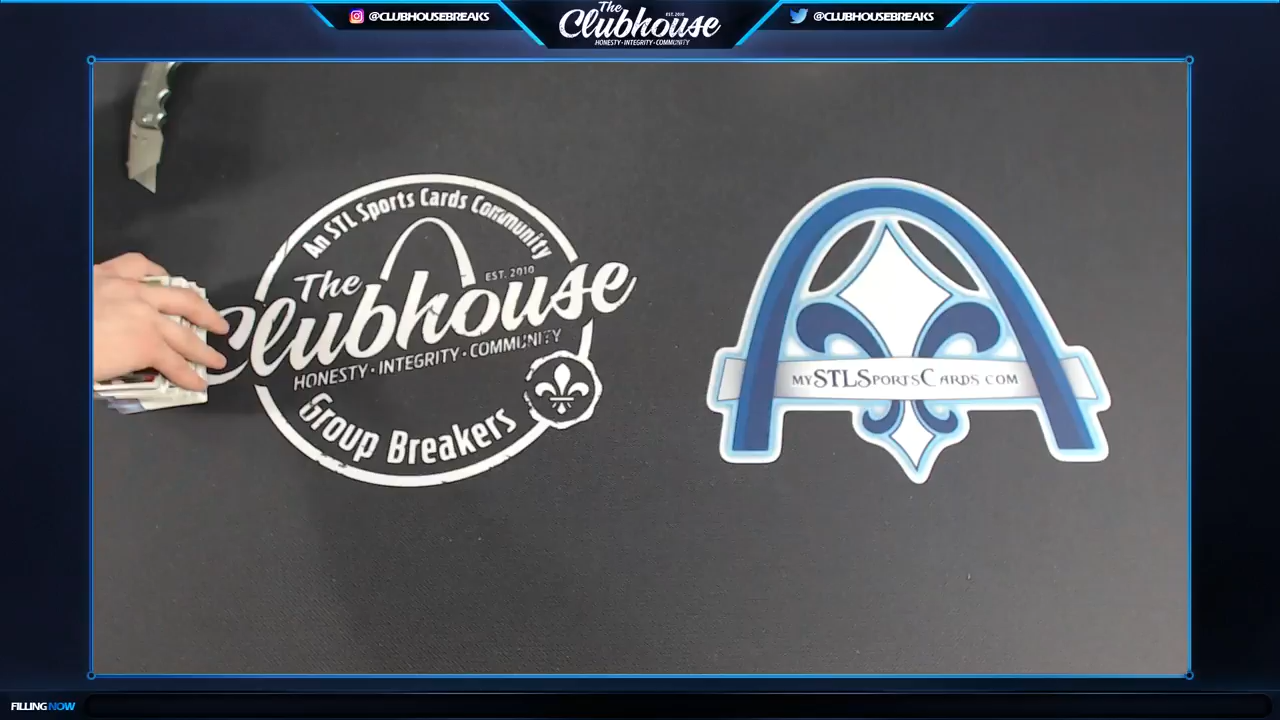 @CLUBHOUSEBREAKS
The
EST. 2010
Clubhouse
HONESTY · INTEGRITY · COMMUNITY
@CLUBHOUSEBREAKS
An STL Sports Cards Community
The
EST. 2010
Clubhouse
HONESTY · INTEGRITY · COMMUNITY
Group Breakers
mySTLSportsCards.com
FILLING NOW